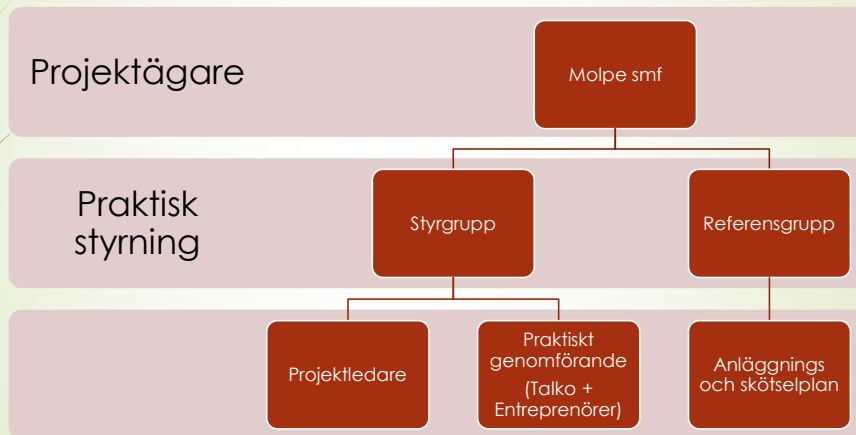 Projektägare
Molpe smf
Praktisk
styrning
Styrgrupp
Referensgrupp
Projektledare
Praktiskt
genomförande
(Talko +
Entreprenörer)
Anläggnings
och skötselplan